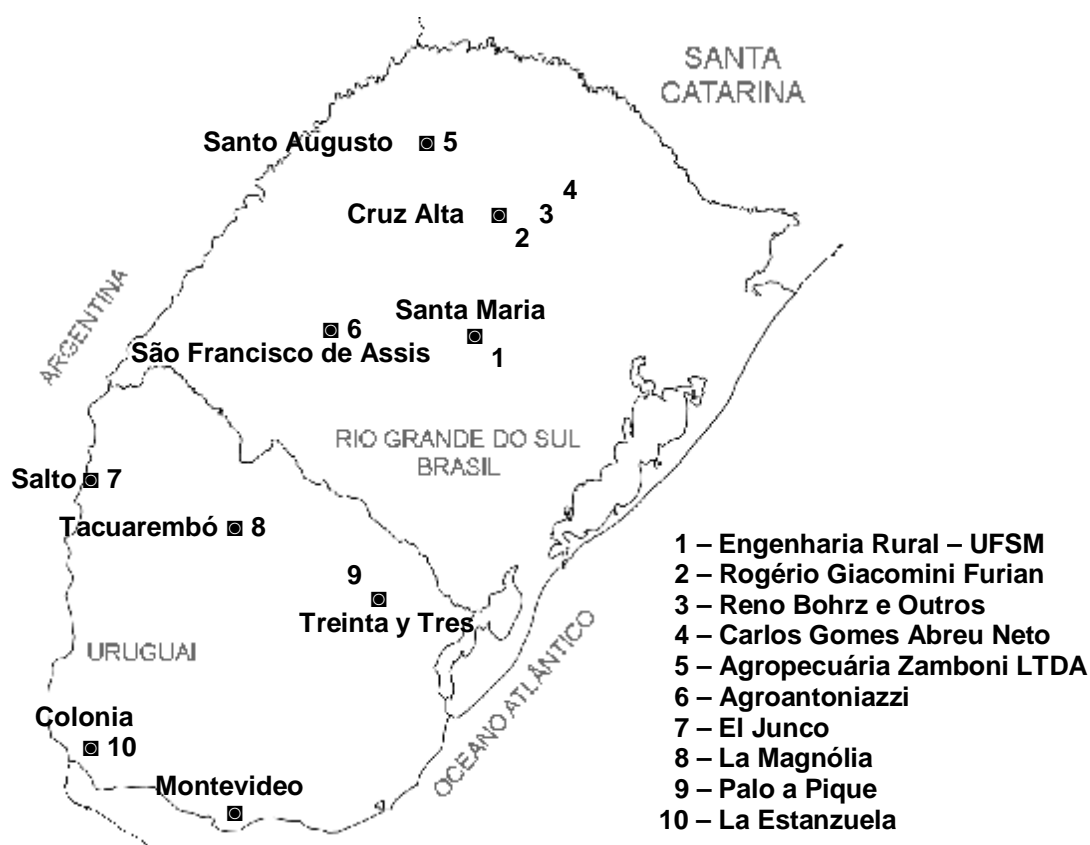 SANTA
CATARINA
Santo Augusto 5
4
Cruz Alta 3
2
ARGENTINA
Santa Maria
6
São Francisco de Assis
1
RIO GRANDE DO SUL
BRASIL
Salto 7
Tacuarembó 8
9
Treinta y Tres
URUGUAI
OCEANO ATLÂNTICO
Colonia
10
Montevideo
1 – Engenharia Rural – UFSM
2 – Rogério Giacomini Furian
3 – Reno Bohrz e Outros
4 – Carlos Gomes Abreu Neto
5 – Agropecuária Zamboni LTDA
6 – Agroantoniazzi
7 – El Junco
8 – La Magnólia
9 – Palo a Pique
10 – La Estanzuela